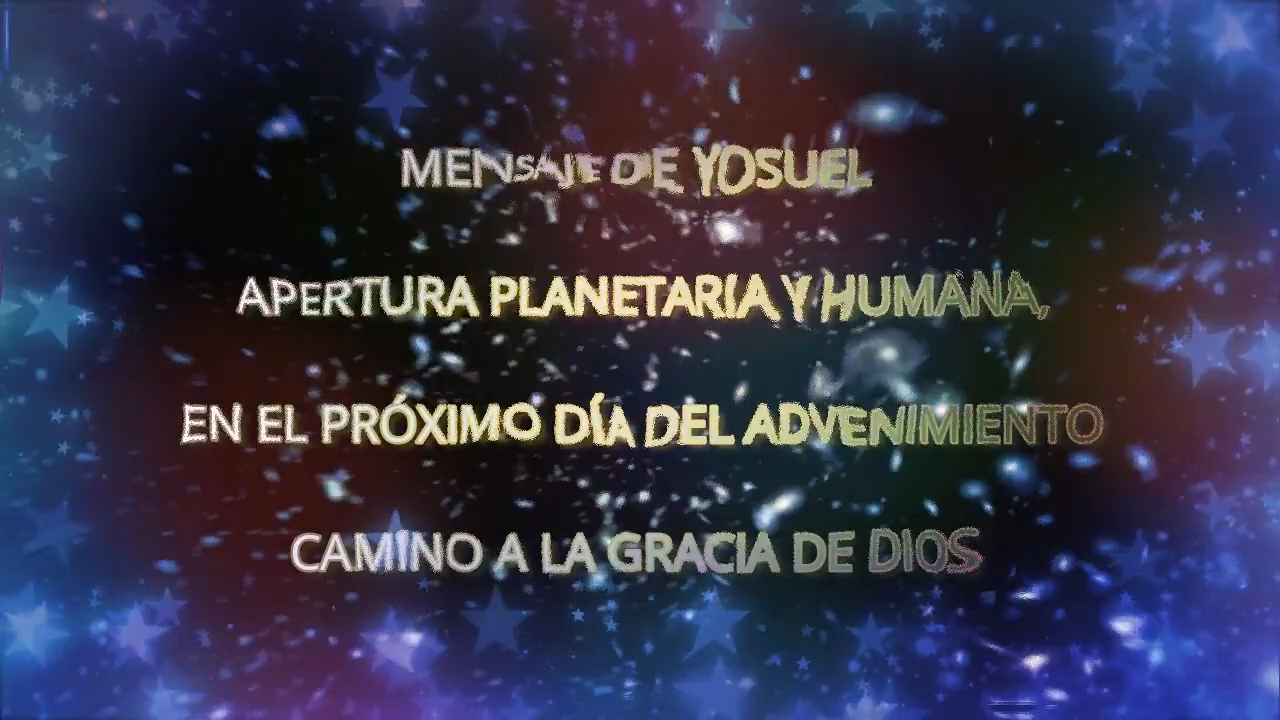 MENSAJE DE YOSUEL
APERTURA PLANETARIA Y HUMANA,
EN EL PRÓXIMO DÍA DEL ADVENIMIENTO
CAMINO A LA GRACIA DE DIOS